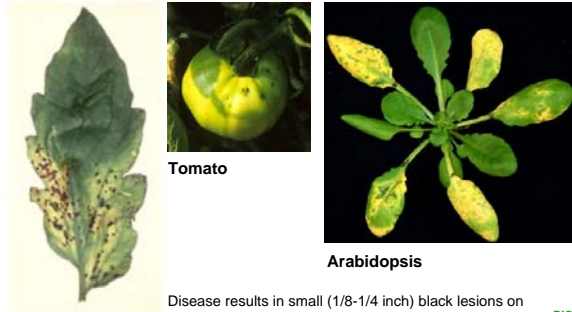 Tomato
Arabidopsis
Disease results in small (1/8-1/4 inch) black lesions on